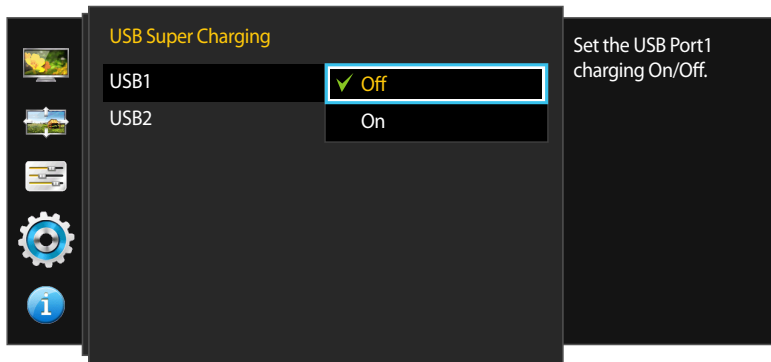 USB Super Charging
USB1
Off
USB2
On
Set the USB Port1
charging On/Off.